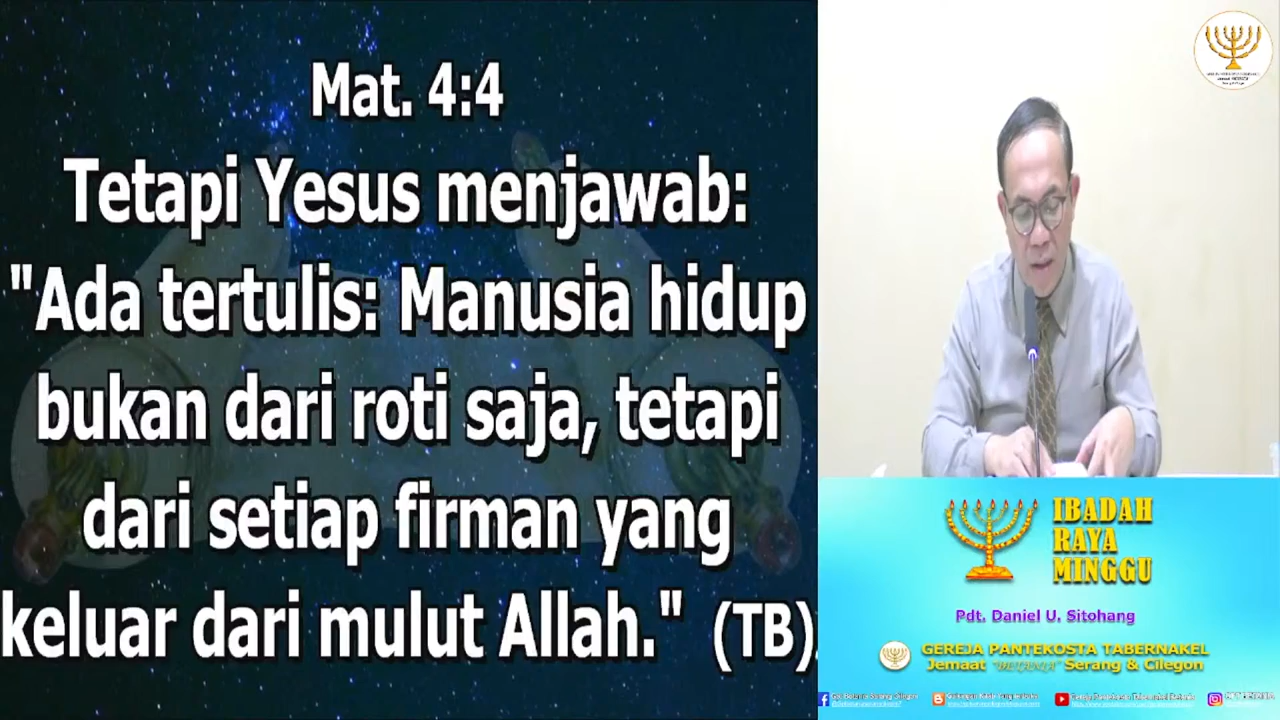 Mat. 4:4
Tetapi Yesus menjawab:
"Ada tertulis: Manusia hidup
bukan dari roti saja, tetapi
dari setiap firman yang
keluar dari mulut Allah." (TB)
IBADAH
RAYA
MINGGU
Pdt. Daniel U. Sitohang
GEREJA PANTEKOSTA TABERNAKEL
Jemaat "BETANIA" Serang & Cilegon